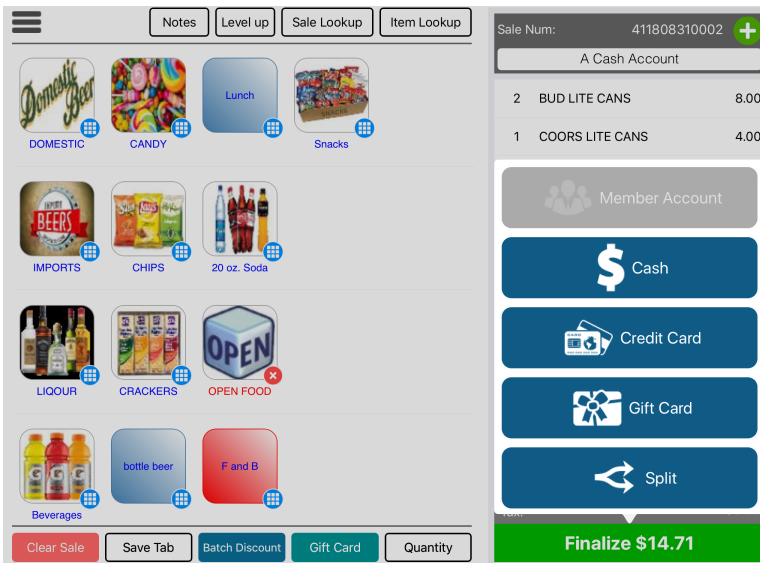 Notes
Level up
Sale Lookup
Item Lookup
Sale Num:
411808310002
A Cash Account
2 BUD LITE CANS 8.00
1 COORS LITE CANS 4.00
Domestic Beer
Lunch
SNACKS
DOMESTIC
CANDY
Snacks
Member Account
Cash
Credit Card
Gift Card
Split
BEERS
Lay's
IMPORTS
CHIPS
20 oz. Soda
OPEN
LIQOUR
CRACKERS
OPEN FOOD
bottle beer
F and B
Beverages
Tax:
Clear Sale
Save Tab
Batch Discount
Gift Card
Quantity
Finalize $14.71